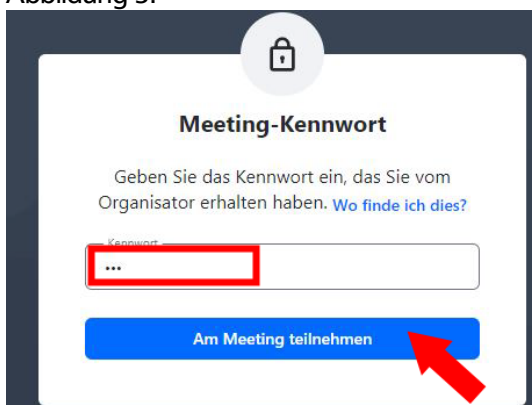 Abbildung 3:
Meeting-Kennwort
Geben Sie das Kennwort ein, das Sie vom
Organisator erhalten haben. Wo finde ich dies?
Kennwort
•••
Am Meeting teilnehmen